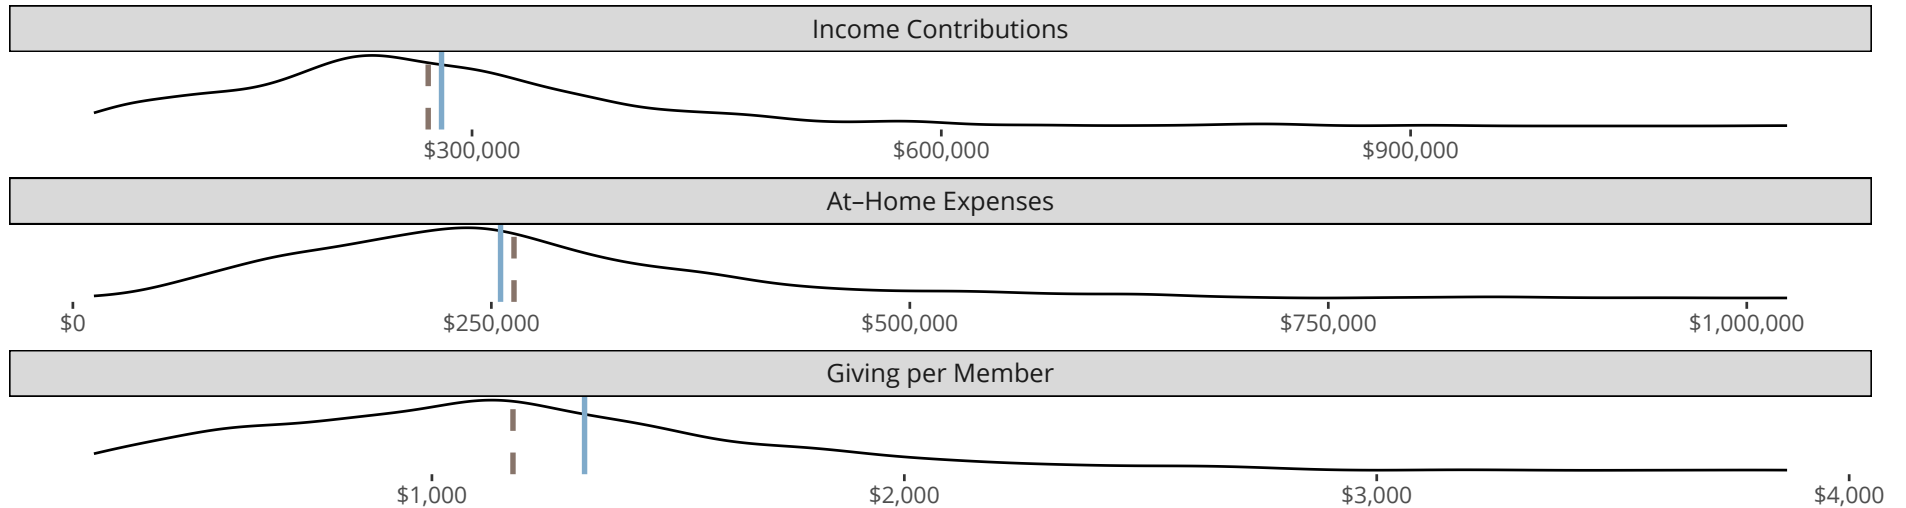 Income Contributions
$300,000 $600,000 $900,000
At–Home Expenses
$0 $250,000 $500,000 $750,000 $1,000,000
Giving per Member
$1,000 $2,000 $3,000 $4,000